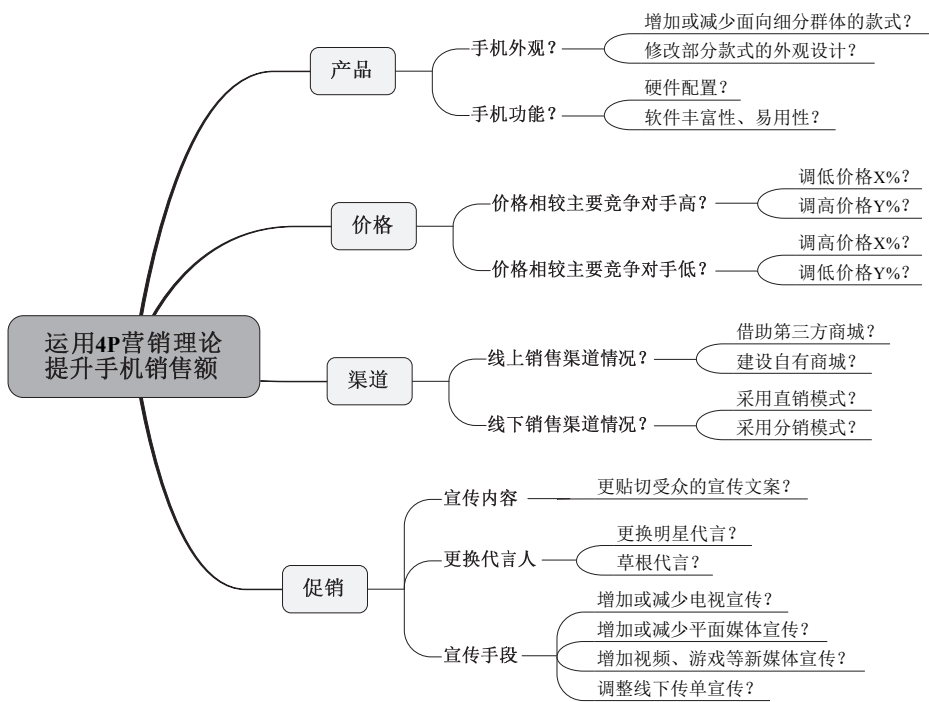 运用4P营销理论
提升手机销售额
产品
手机外观？
增加或减少面向细分群体的款式？
修改部分款式的外观设计？
手机功能？
硬件配置？
软件丰富性、易用性？
价格
价格相较主要竞争对手高？
调低价格X%？
调高价格Y%？
价格相较主要竞争对手低？
调高价格X%？
调低价格Y%？
渠道
线上销售渠道情况？
借助第三方商城？
建设自有商城？
线下销售渠道情况？
采用直销模式？
采用分销模式？
促销
宣传内容
更贴切受众的宣传文案？
更换代言人
更换明星代言？
草根代言？
宣传手段
增加或减少电视宣传？
增加或减少平面媒体宣传？
增加视频、游戏等新媒体宣传？
调整线下传单宣传？